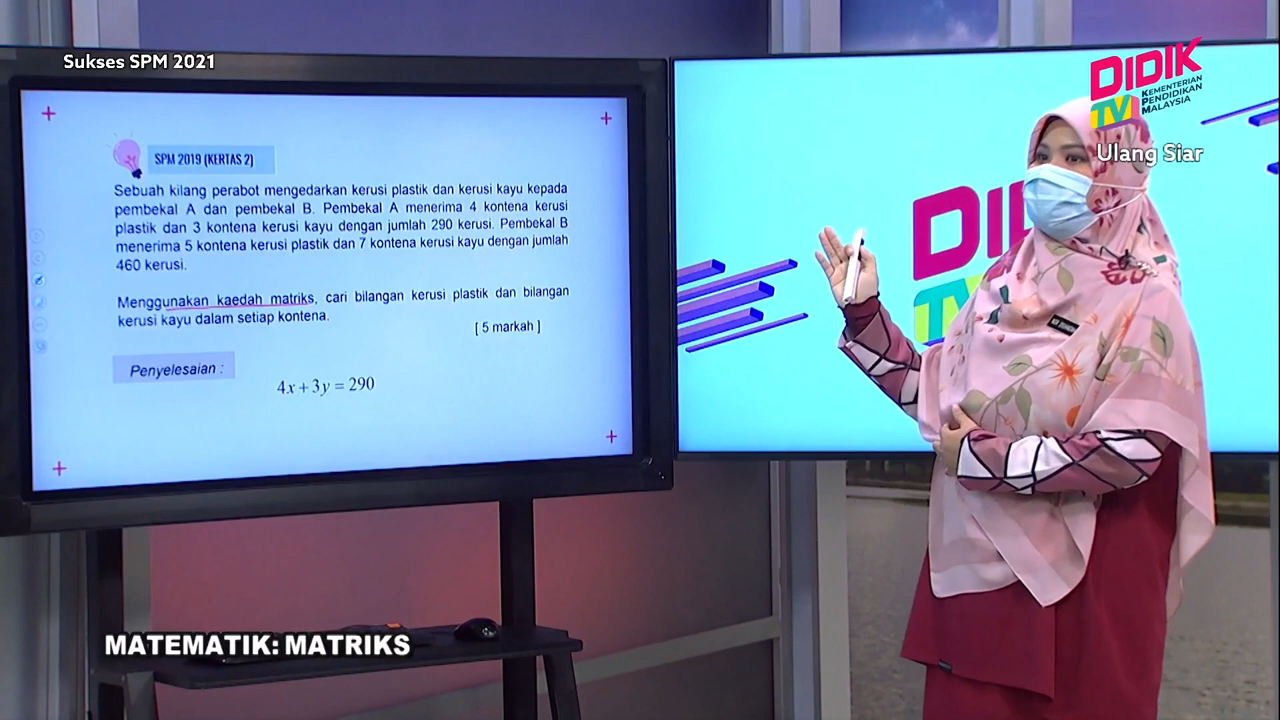 Sukses SPM 2021
SPM 2019 (KERTAS 2)
Sebuah kilang perabot mengedarkan kerusi plastik dan kerusi kayu kepada
pembekal A dan pembekal B. Pembekal A menerima 4 kontena kerusi
plastik dan 3 kontena kerusi kayu dengan jumlah 290 kerusi. Pembekal B
menerima 5 kontena kerusi plastik dan 7 kontena kerusi kayu dengan jumlah
460 kerusi.
Menggunakan kaedah matriks, cari bilangan kerusi plastik dan bilangan
kerusi kayu dalam setiap kontena.
[ 5 markah ]
Penyelesaian :
4x + 3y = 290
DIDIK
TV
KEMENTERIAN
PENDIDIKAN
MALAYSIA
Ulang Siar
DID
TV
MATEMATIK: MATRIKS